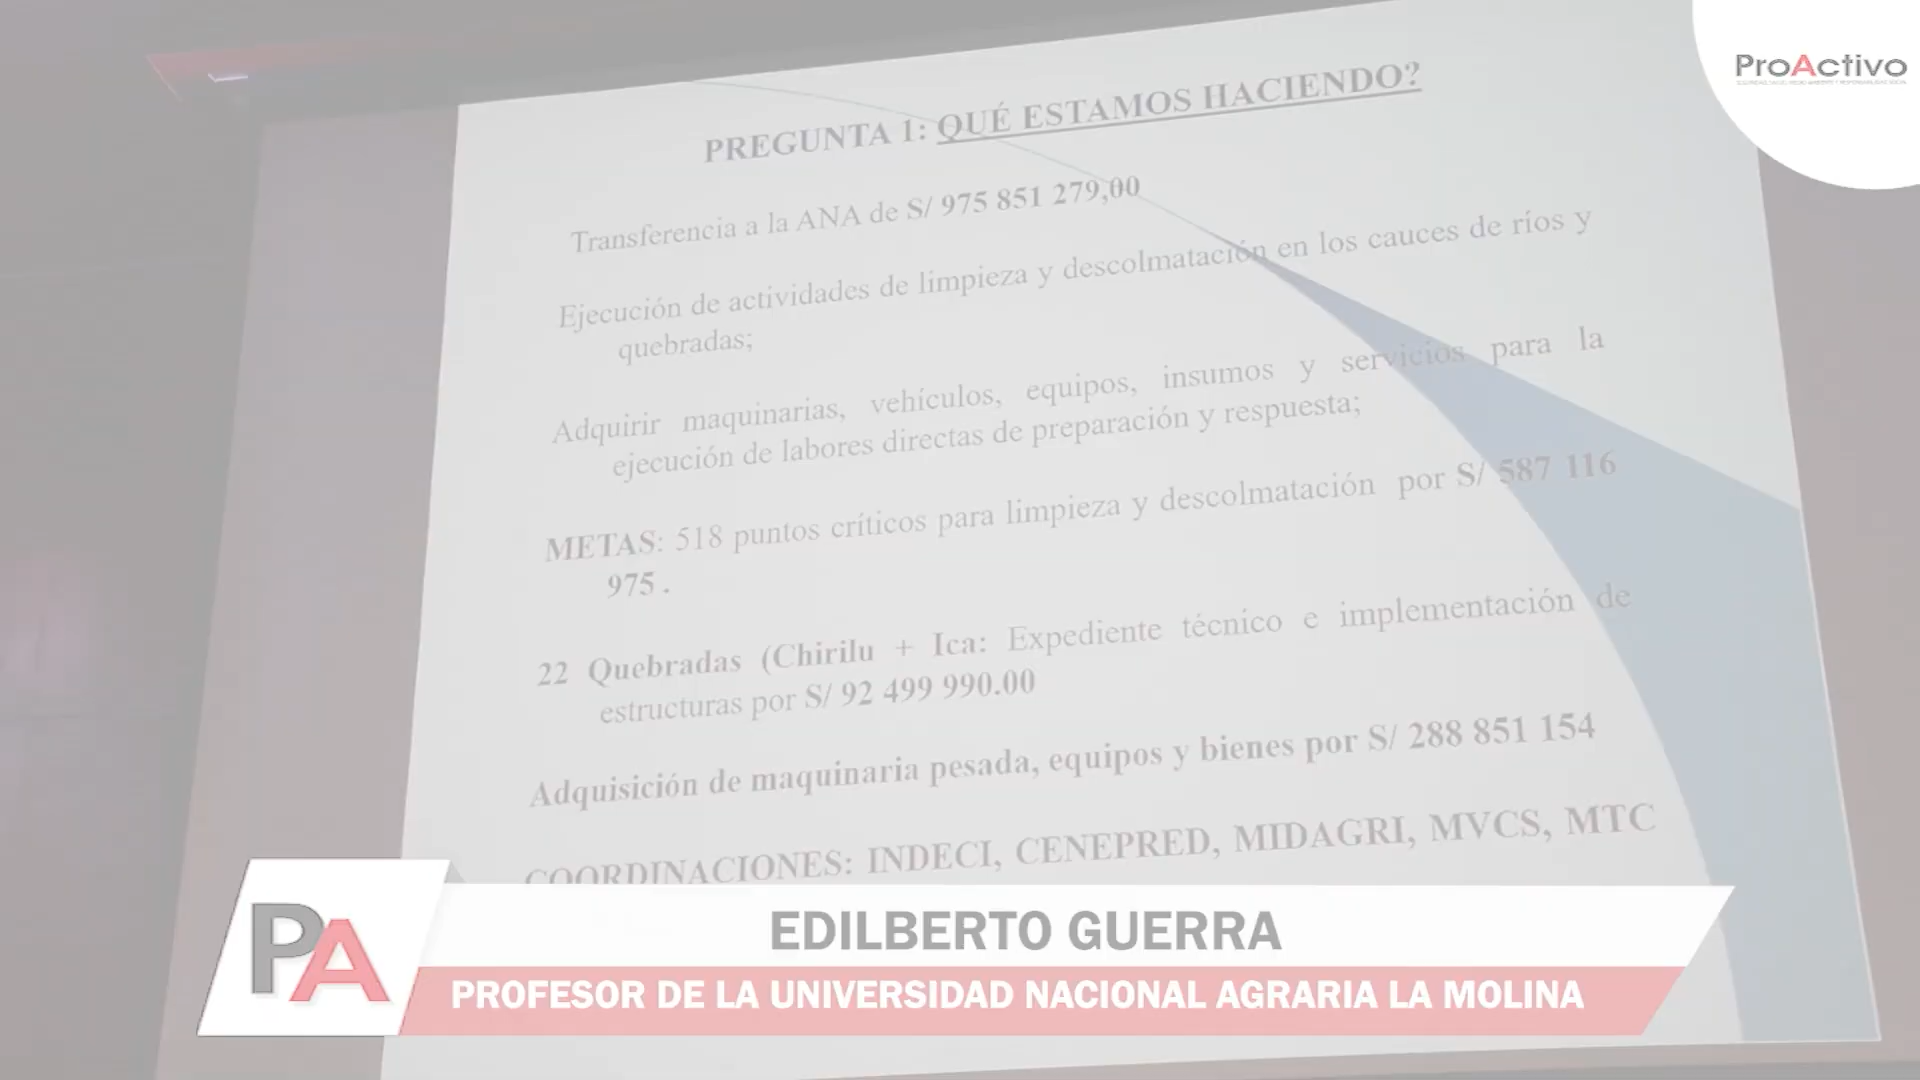 ProActivo
PREGUNTA 1: QUÉ ESTAMOS HACIENDO?
Transferencia a la ANA de S/ 975 851 279,00
Ejecución de actividades de limpieza y descolmatación en los cauces de ríos y
quebradas;
Adquirir maquinarias, vehículos, equipos, insumos y servicios para la
ejecución de labores directas de preparación y respuesta;
METAS: 518 puntos críticos para limpieza y descolmatación por S/ 587 116
975 .
22 Quebradas (Chirilu + Ica: Expediente técnico e implementación de
estructuras por S/ 92 499 990.00
Adquisición de maquinaria pesada, equipos y bienes por S/ 288 851 154
COORDINACIONES: INDECI, CENEPRED, MIDAGRI, MVCS, MTC
PA
EDILBERTO GUERRA
PROFESOR DE LA UNIVERSIDAD NACIONAL AGRARIA LA MOLINA